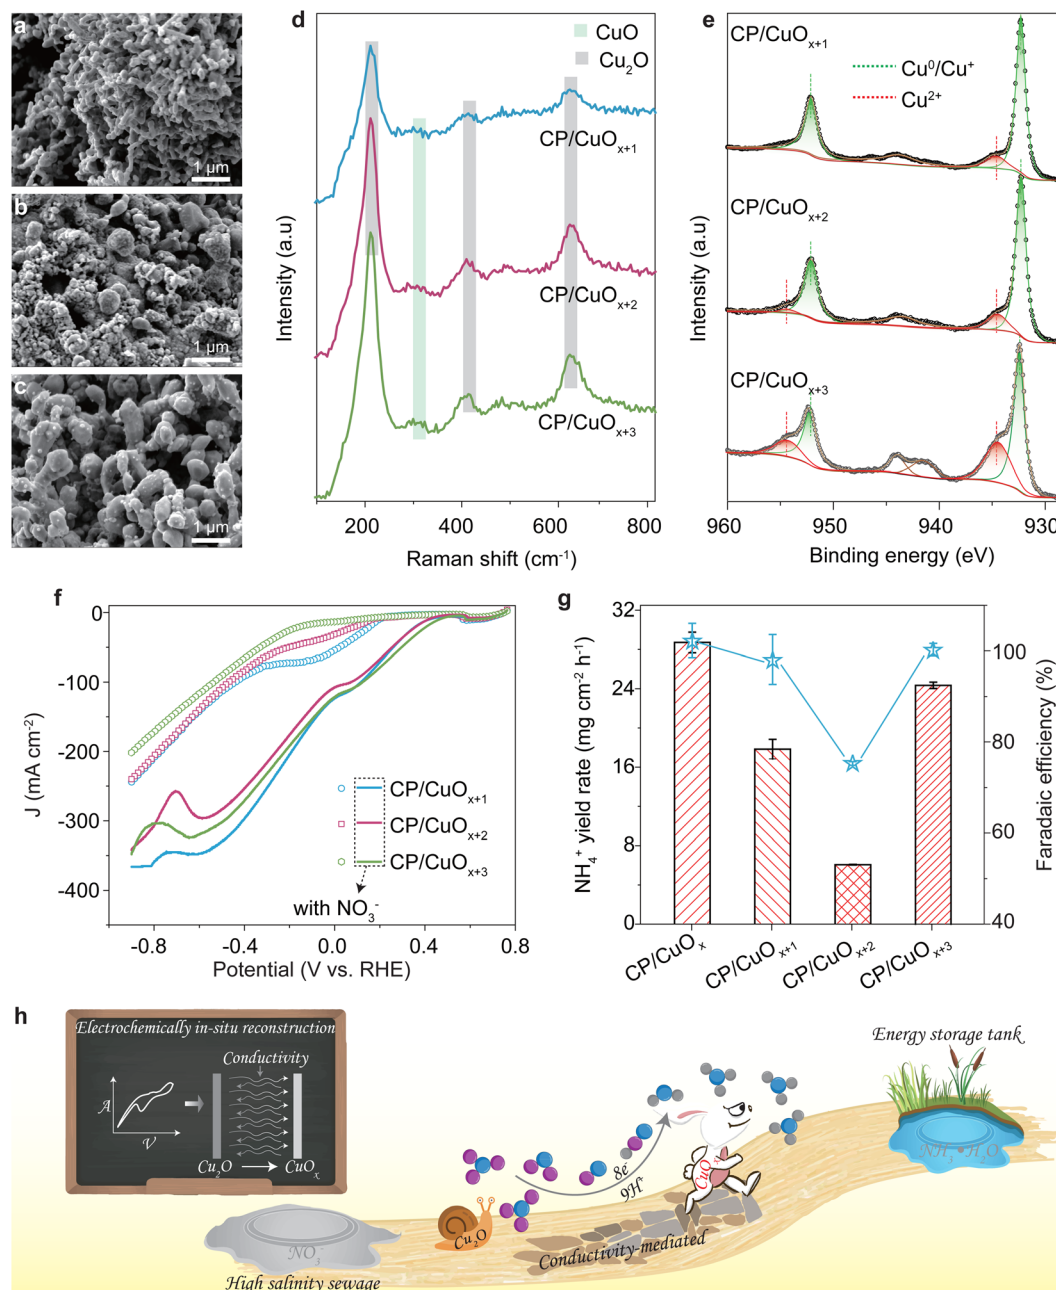 a
1 μm
b
1 μm
c
1 μm
d
CuO
Cu₂O
CP/CuOₓ₊₁
CP/CuOₓ₊₂
CP/CuOₓ₊₃
Intensity (a.u)
200 400 600 800
Raman shift (cm⁻¹)
e
CP/CuOₓ₊₁
Cu⁰/Cu⁺
Cu²⁺
CP/CuOₓ₊₂
CP/CuOₓ₊₃
Intensity (a.u)
960 950 940 930
Binding energy (eV)
f
0
-100
-200
-300
-400
J (mA cm⁻²)
CP/CuOₓ₊₁
CP/CuOₓ₊₂
CP/CuOₓ₊₃
with NO₃⁻
-0.8 -0.4 0.0 0.4 0.8
Potential (V vs. RHE)
g
32
24
16
8
0
NH₄⁺ yield rate (mg cm⁻² h⁻¹)
100
80
60
40
Faradaic efficiency (%)
CP/CuOₓ CP/CuOₓ₊₁ CP/CuOₓ₊₂ CP/CuOₓ₊₃
h
Electrochemically in-situ reconstruction
Conductivity
A
V
Cu₂O
CuOₓ
NO₃⁻
High salinity sewage
Cu₂O
8e⁻
9H⁺
CuOₓ
Conductivity-mediated
Energy storage tank
NH₃•H₂O